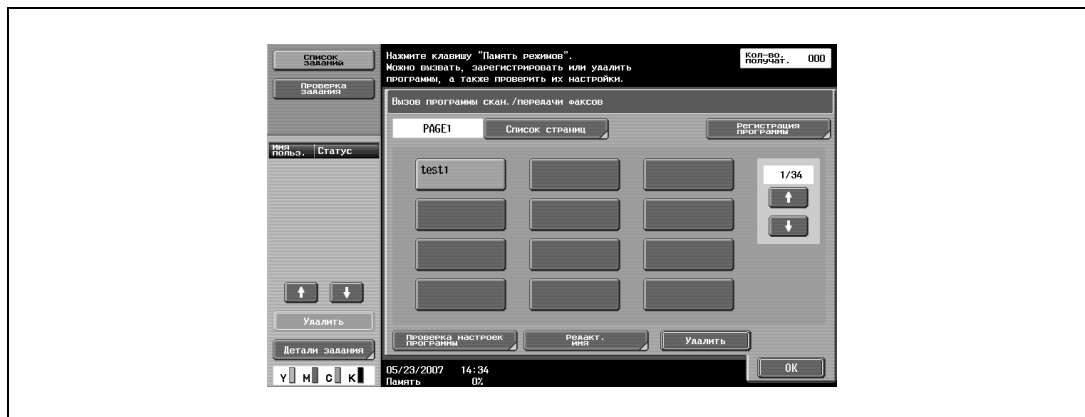 Список
заданий
Проверка
задания
Имя
польз.
Статус
Удалить
Детали задания
Y M C K
Нажмите клавишу "Память режимов".
Можно вызвать, зарегистрировать или удалить
программы, а также проверить их настройки.
Кол-во.
получат. 000
Вызов программы скан./передачи факсов
PAGE1
Список страниц
Регистрация
программы
test1
1/34
Проверка настроек
программы
Редакт.
имя
Удалить
OK
05/23/2007 14:34
Память 0%